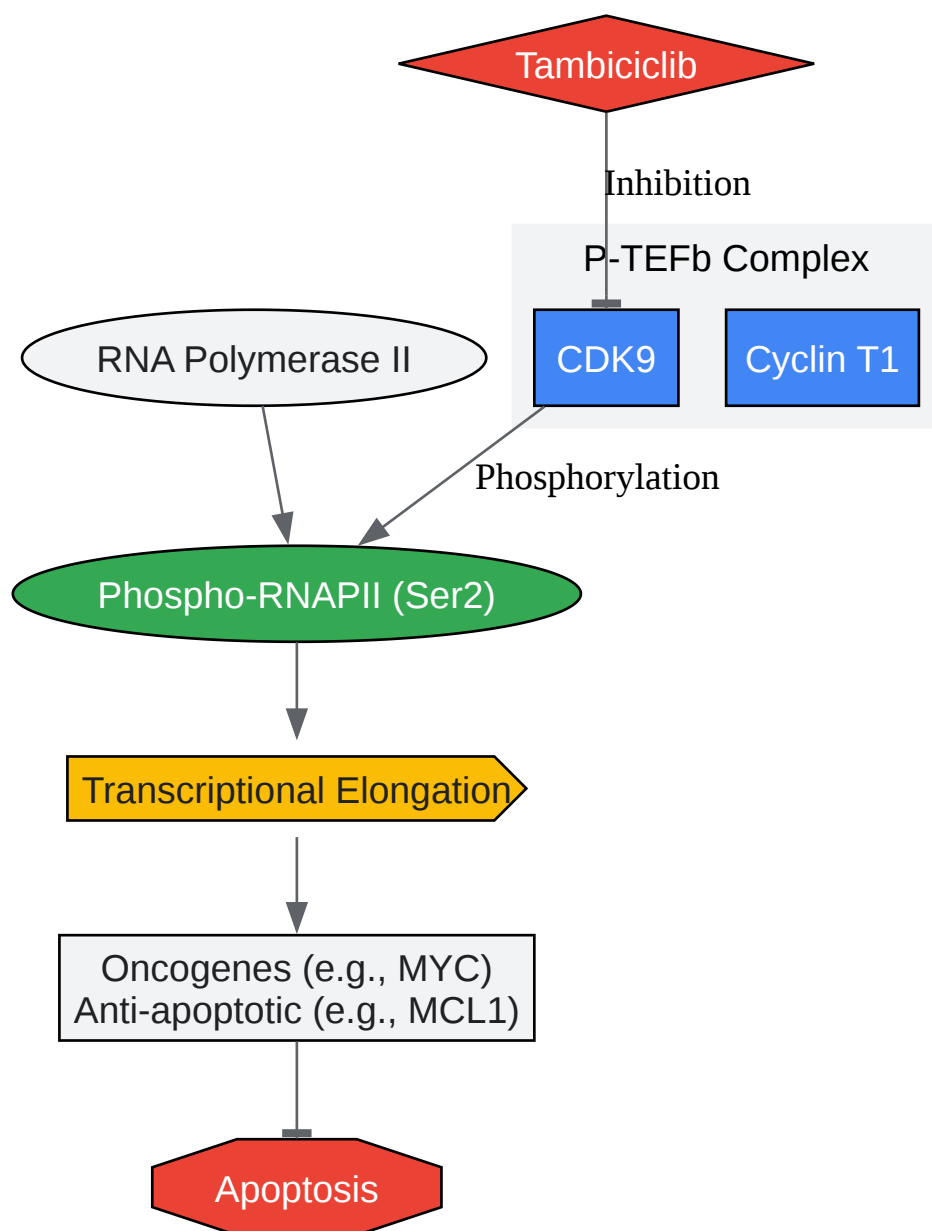 Tambiciclib
Inhibition
P-TEFb Complex
RNA Polymerase II
CDK9
Cyclin T1
Phosphorylation
Phospho-RNAPII (Ser2)
Transcriptional Elongation
Oncogenes (e.g., MYC)
Anti-apoptotic (e.g., MCL1)
Apoptosis